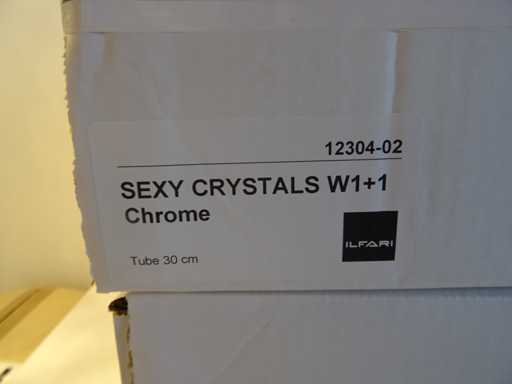 12304-02
SEXY CRYSTALS W1+1
Chrome
ILFARI
Tube 30 cm